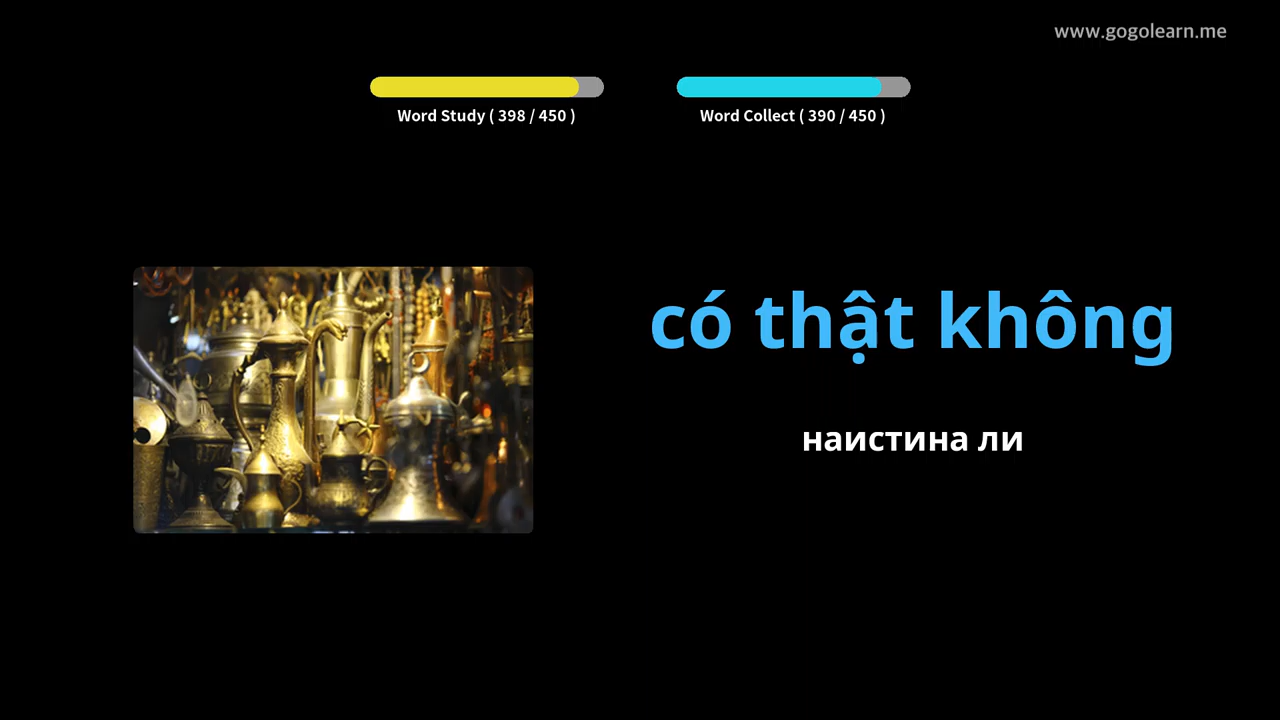 www.gogolearn.me
Word Study ( 398 / 450 )
Word Collect ( 390 / 450 )
có thật không
наистина ли